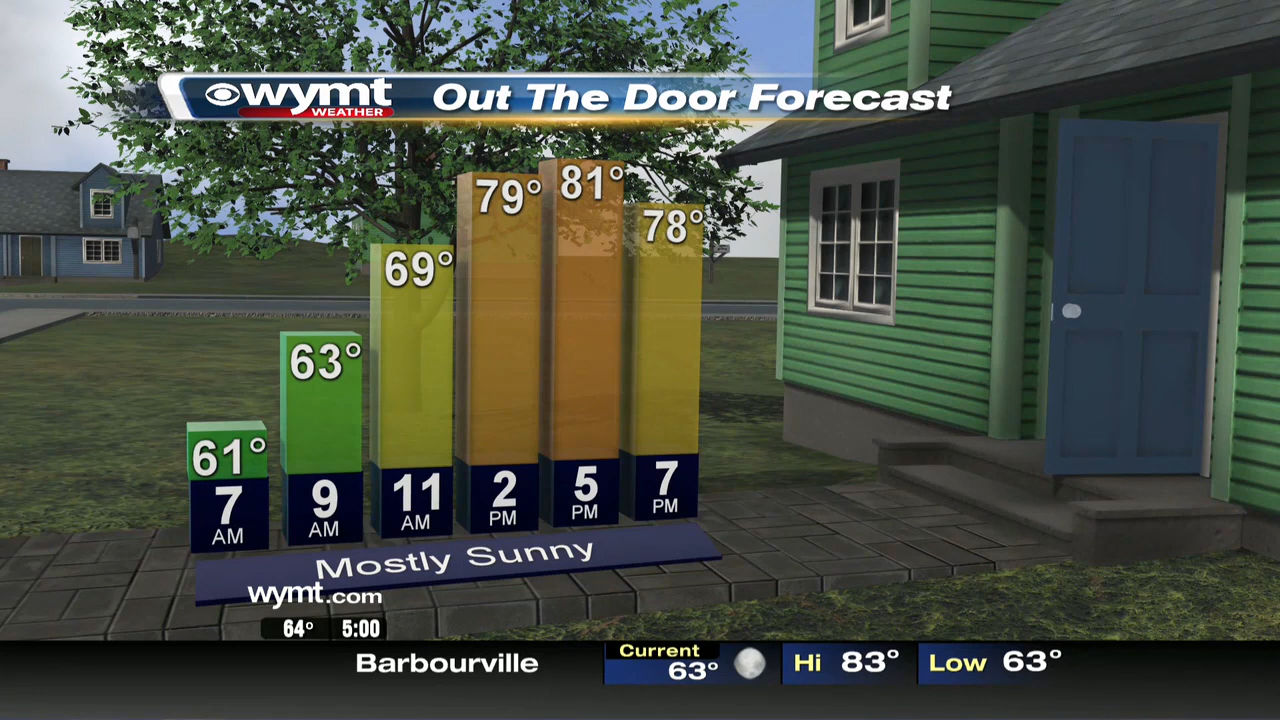 wymt WEATHER Out The Door Forecast
61° 63° 69° 79° 81° 78°
7 AM 9 AM 11 AM 2 PM 5 PM 7 PM
Mostly Sunny
wymt.com
64° 5:00
Barbourville Current 63° Hi 83° Low 63°